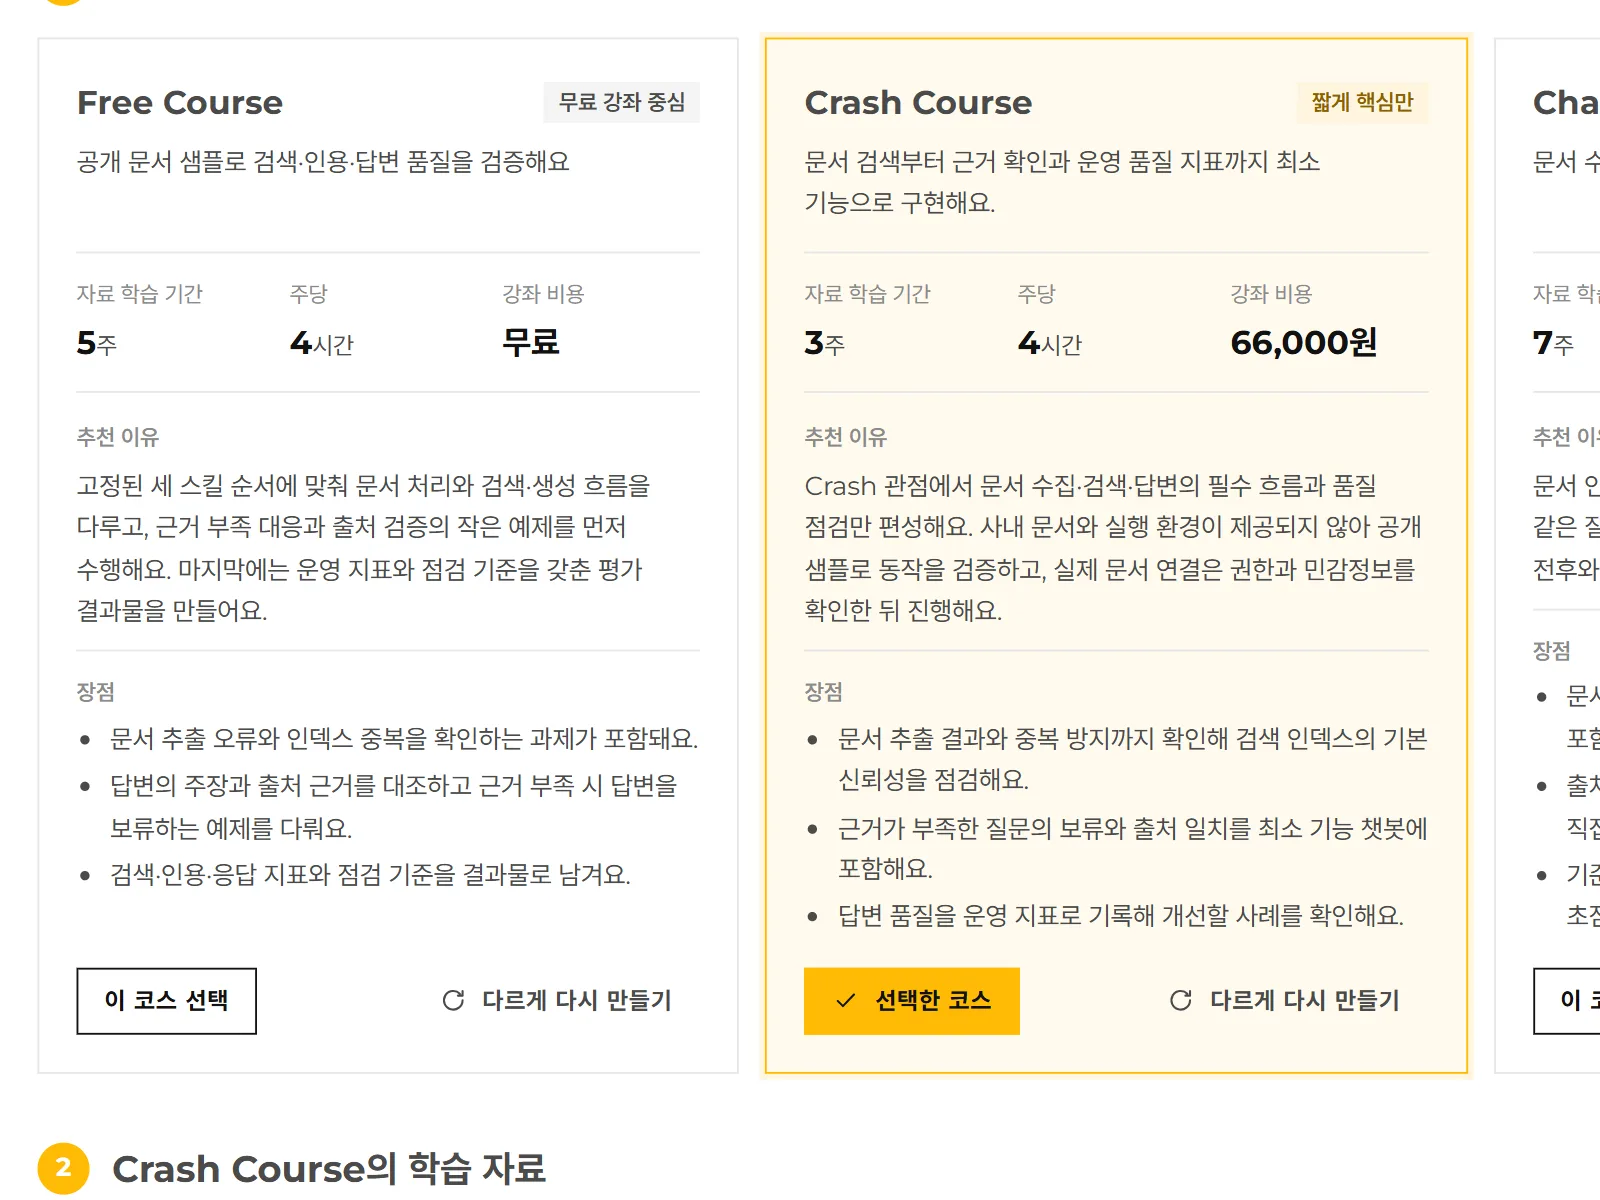 Free Course
무료 강좌 중심
공개 문서 샘플로 검색·인용·답변 품질을 검증해요
자료 학습 기간
주당
강좌 비용
5주
4시간
무료
추천 이유
고정된 세 스킬 순서에 맞춰 문서 처리와 검색·생성 흐름을
다루고, 근거 부족 대응과 출처 검증의 작은 예제를 먼저
수행해요. 마지막에는 운영 지표와 점검 기준을 갖춘 평가
결과물을 만들어요.
장점
문서 추출 오류와 인덱스 중복을 확인하는 과제가 포함돼요.
답변의 주장과 출처 근거를 대조하고 근거 부족 시 답변을
보류하는 예제를 다뤄요.
검색·인용·응답 지표와 점검 기준을 결과물로 남겨요.
이 코스 선택
다르게 다시 만들기
Crash Course
짧게 핵심만
문서 검색부터 근거 확인과 운영 품질 지표까지 최소
기능으로 구현해요.
자료 학습 기간
주당
강좌 비용
3주
4시간
66,000원
추천 이유
Crash 관점에서 문서 수집·검색·답변의 필수 흐름과 품질
점검만 편성해요. 사내 문서와 실행 환경이 제공되지 않아 공개
샘플로 동작을 검증하고, 실제 문서 연결은 권한과 민감정보를
확인한 뒤 진행해요.
장점
문서 추출 결과와 중복 방지까지 확인해 검색 인덱스의 기본
신뢰성을 점검해요.
근거가 부족한 질문의 보류와 출처 일치를 최소 기능 챗봇에
포함해요.
답변 품질을 운영 지표로 기록해 개선할 사례를 확인해요.
선택한 코스
다르게 다시 만들기
Cha
문서 수
자료 학
7주
추천 이
문서
같은
전후와
장점
문서
포함
출처
직접
기준
초점
이 코
2
Crash Course의 학습 자료